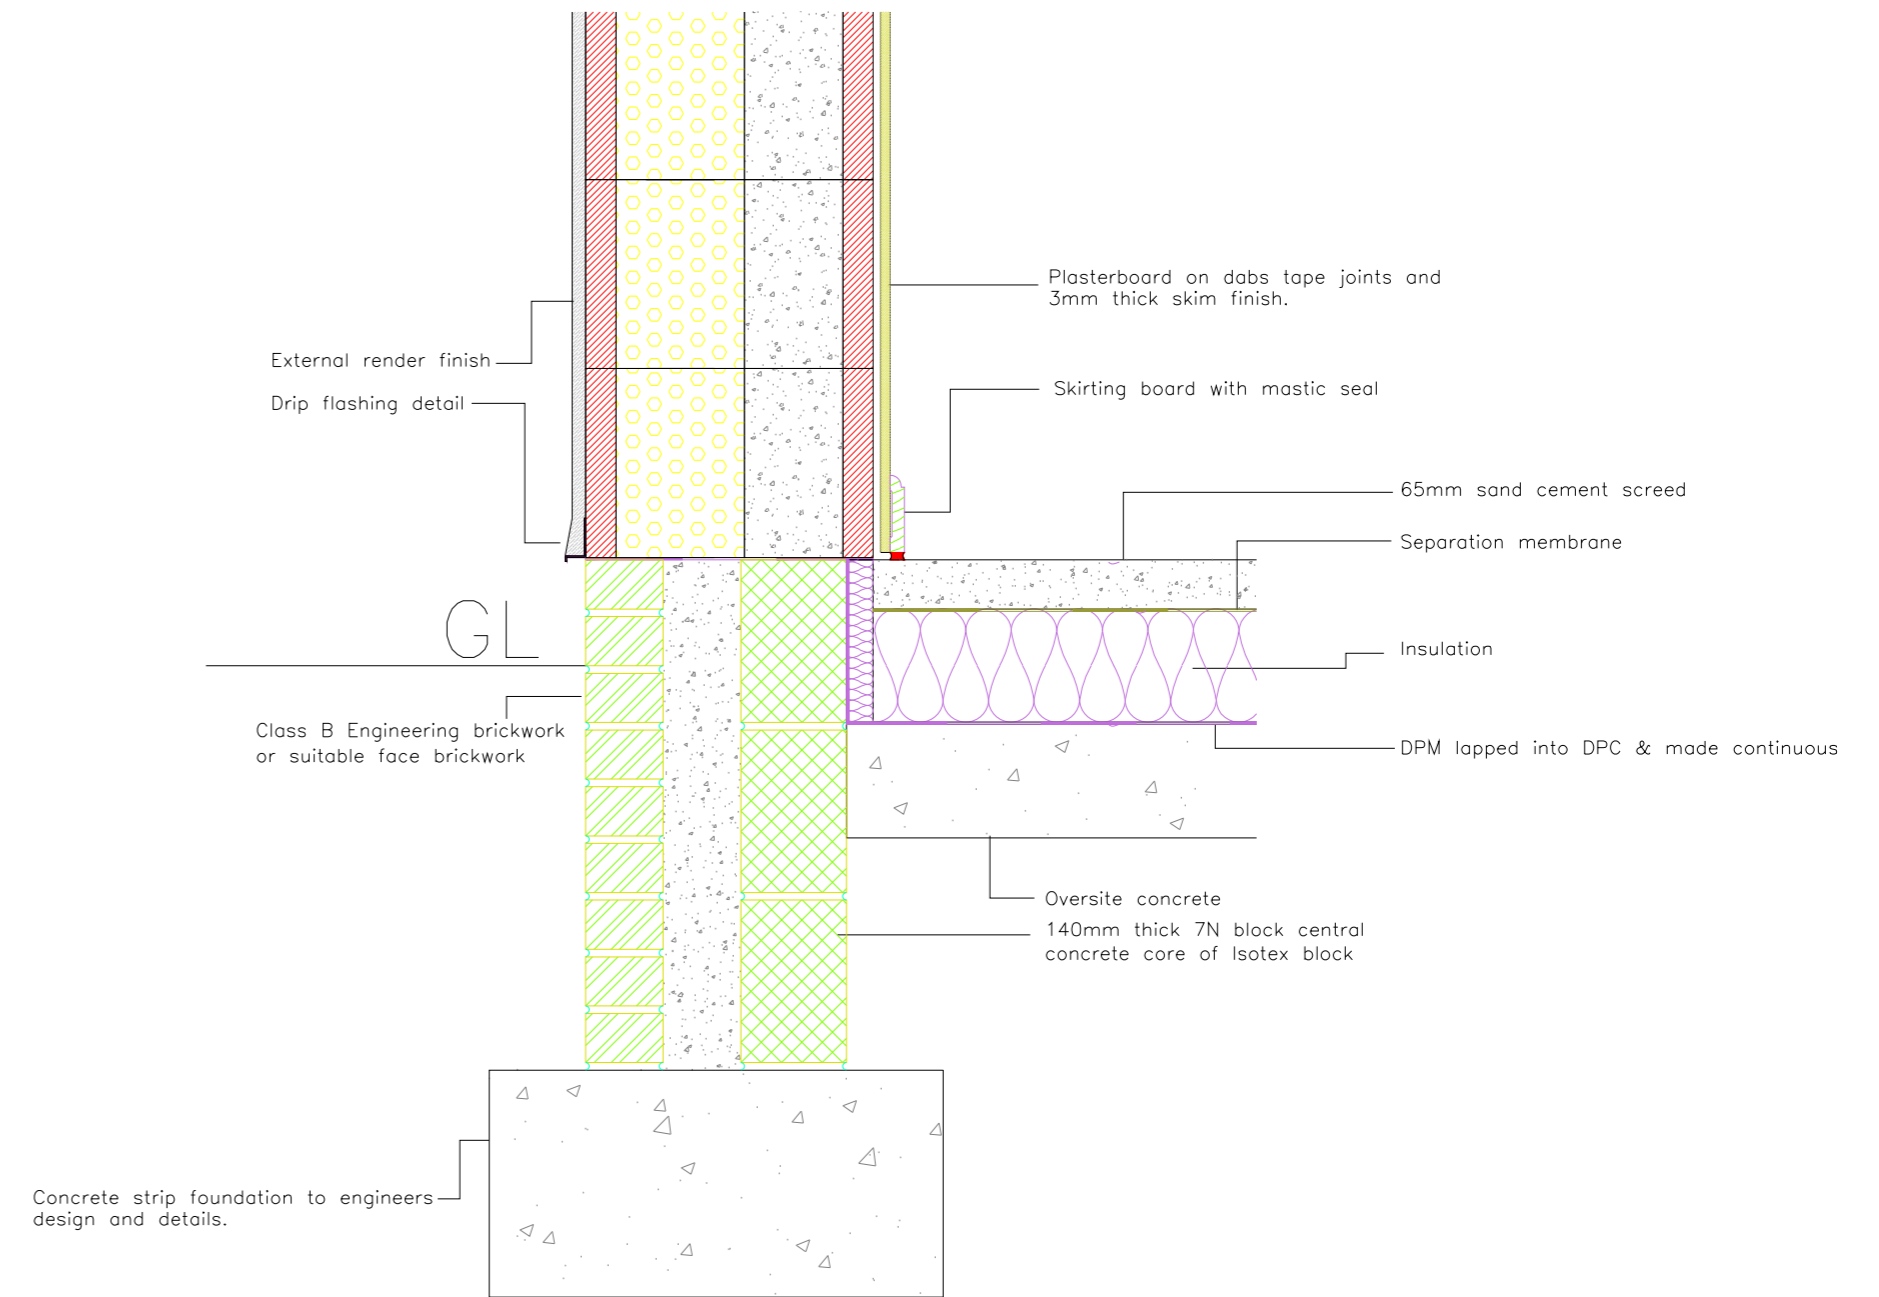 Plasterboard on dabs tape joints and
3mm thick skim finish.
External render finish
Skirting board with mastic seal
Drip flashing detail
65mm sand cement screed
Separation membrane
GL
Insulation
Class B Engineering brickwork
or suitable face brickwork
DPM lapped into DPC & made continuous
Oversite concrete
140mm thick 7N block central
concrete core of Isotex block
Concrete strip foundation to engineers
design and details.